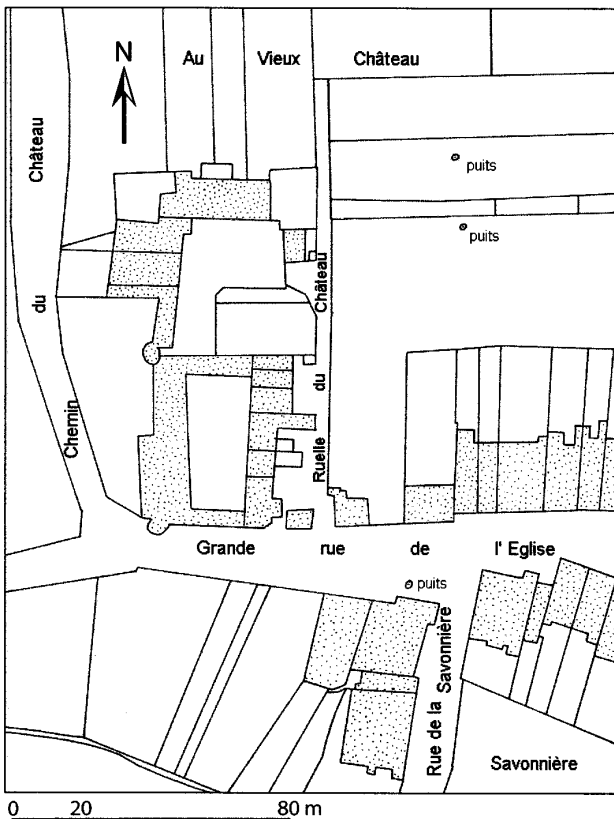 N
Au Vieux Château
Chemin du Château
puits
puits
Ruelle du Château
Grande rue de l' Eglise
puits
Rue de la Savonnière
Savonnière
0 20 80 m